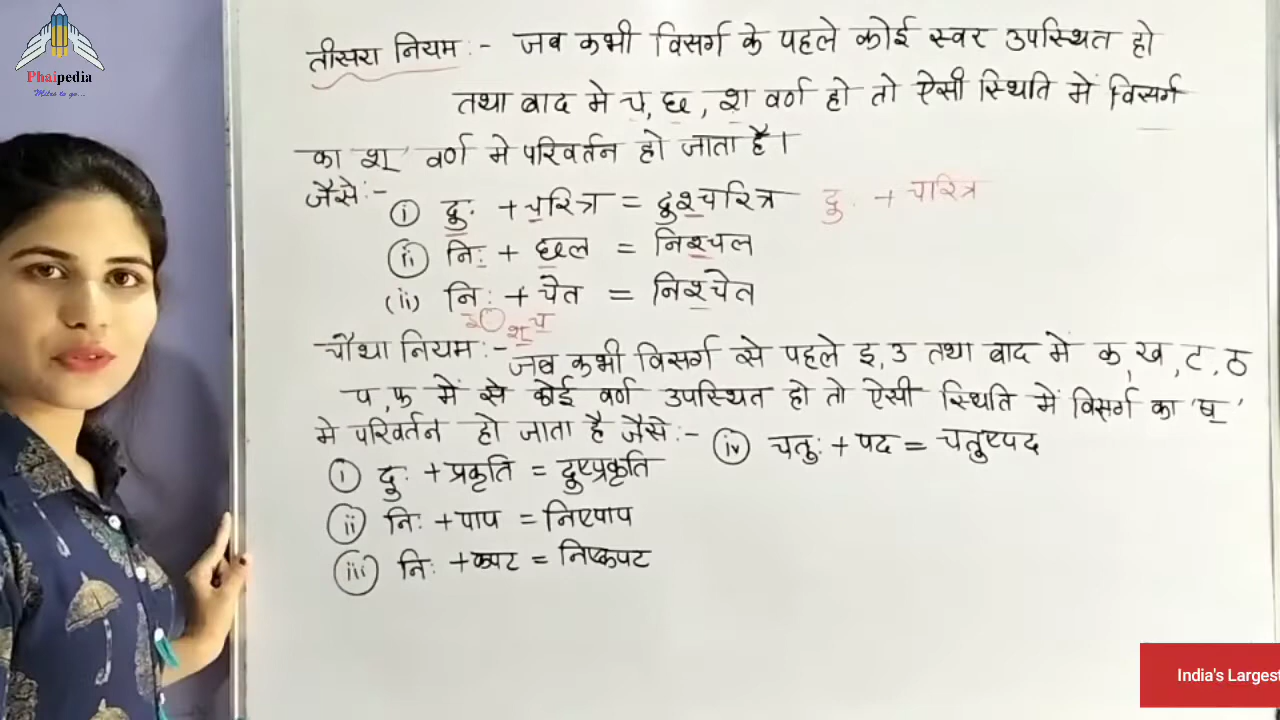 Phaipedia
तीसरा नियम :- जब कभी विसर्ग के पहले कोई स्वर उपस्थित हो
तथा बाद मे च, छ, श वर्ण हो तो ऐसी स्थिति में विसर्ग
का श् वर्ण मे परिवर्तन हो जाता है।
जैसे:-
(i) दुः + चरित्र = दुश्चरित्र दुः + चरित्र
(ii) निः + छल = निश्चल
(ii) निः + चेत = निश्चेत
श् च
चौथा नियम :- जब कभी विसर्ग से पहले इ, उ तथा बाद मे क, ख, ट, ठ
प, फ में से कोई वर्ण उपस्थित हो तो ऐसी स्थिति में विसर्ग का 'ष्'
मे परिवर्तन हो जाता है जैसे:- (iv) चतुः + पद = चतुष्पद
(i) दुः + प्रकृति = दुष्प्रकृति
(ii) निः + पाप = निष्पाप
(iii) निः + कपट = निष्कपट
India's Largest